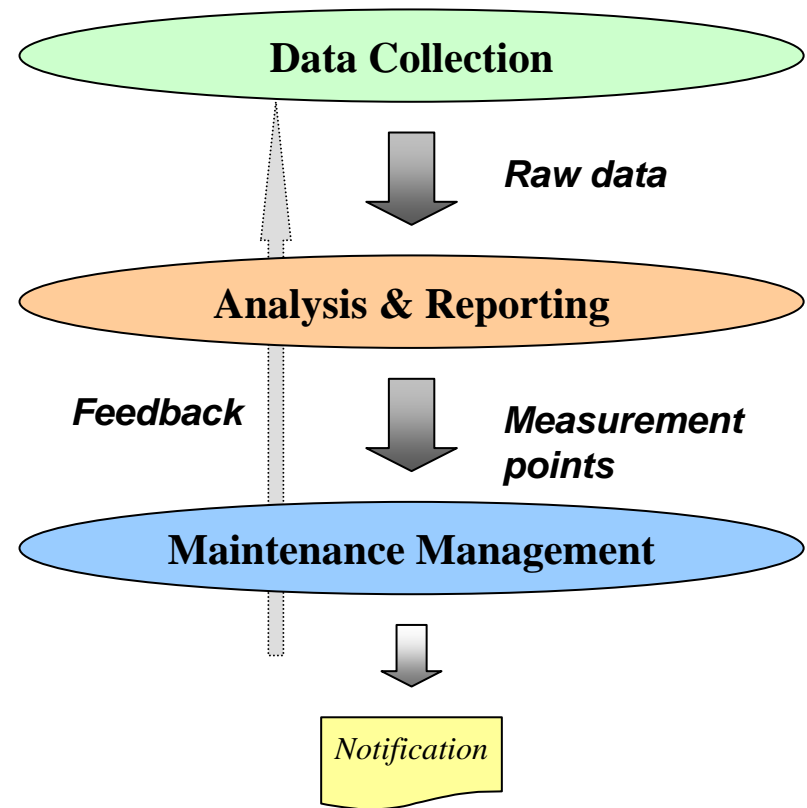 Data Collection
Raw data
Analysis & Reporting
Feedback
Measurement
points
Maintenance Management
Notification